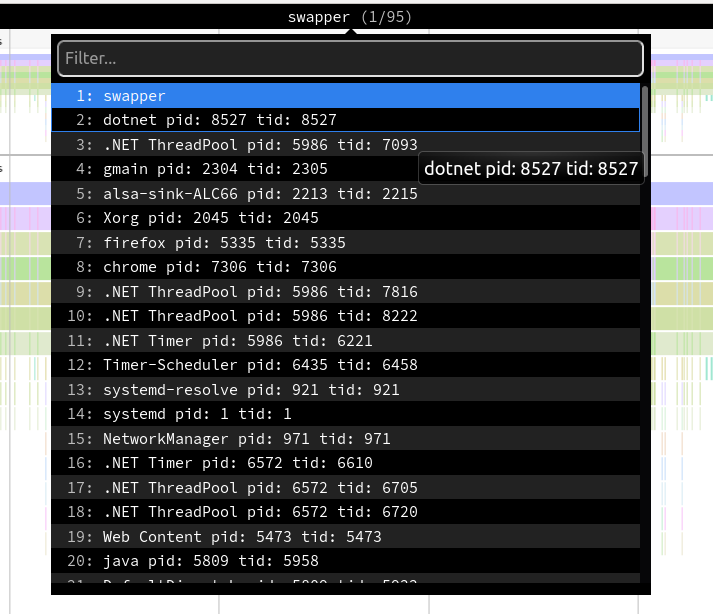 swapper (1/95)
Filter...
1: swapper
2: dotnet pid: 8527 tid: 8527
3: .NET ThreadPool pid: 5986 tid: 7093
4: gmain pid: 2304 tid: 2305
dotnet pid: 8527 tid: 8527
5: alsa-sink-ALC66 pid: 2213 tid: 2215
6: Xorg pid: 2045 tid: 2045
7: firefox pid: 5335 tid: 5335
8: chrome pid: 7306 tid: 7306
9: .NET ThreadPool pid: 5986 tid: 7816
10: .NET ThreadPool pid: 5986 tid: 8222
11: .NET Timer pid: 5986 tid: 6221
12: Timer-Scheduler pid: 6435 tid: 6458
13: systemd-resolve pid: 921 tid: 921
14: systemd pid: 1 tid: 1
15: NetworkManager pid: 971 tid: 971
16: .NET Timer pid: 6572 tid: 6610
17: .NET ThreadPool pid: 6572 tid: 6705
18: .NET ThreadPool pid: 6572 tid: 6720
19: Web Content pid: 5473 tid: 5473
20: java pid: 5809 tid: 5958